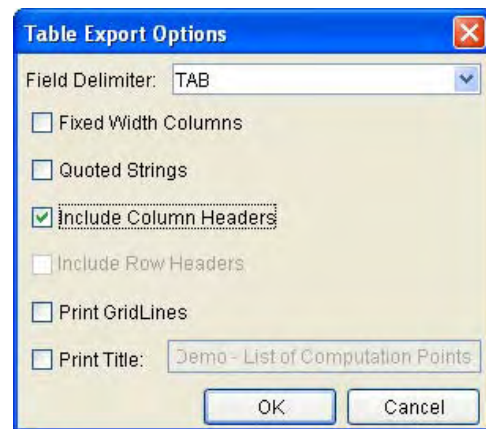 Table Export Options
Field Delimiter: TAB
Fixed Width Columns
Quoted Strings
Include Column Headers
Include Row Headers
Print GridLines
Print Title: Demo - List of Computation Points
OK Cancel